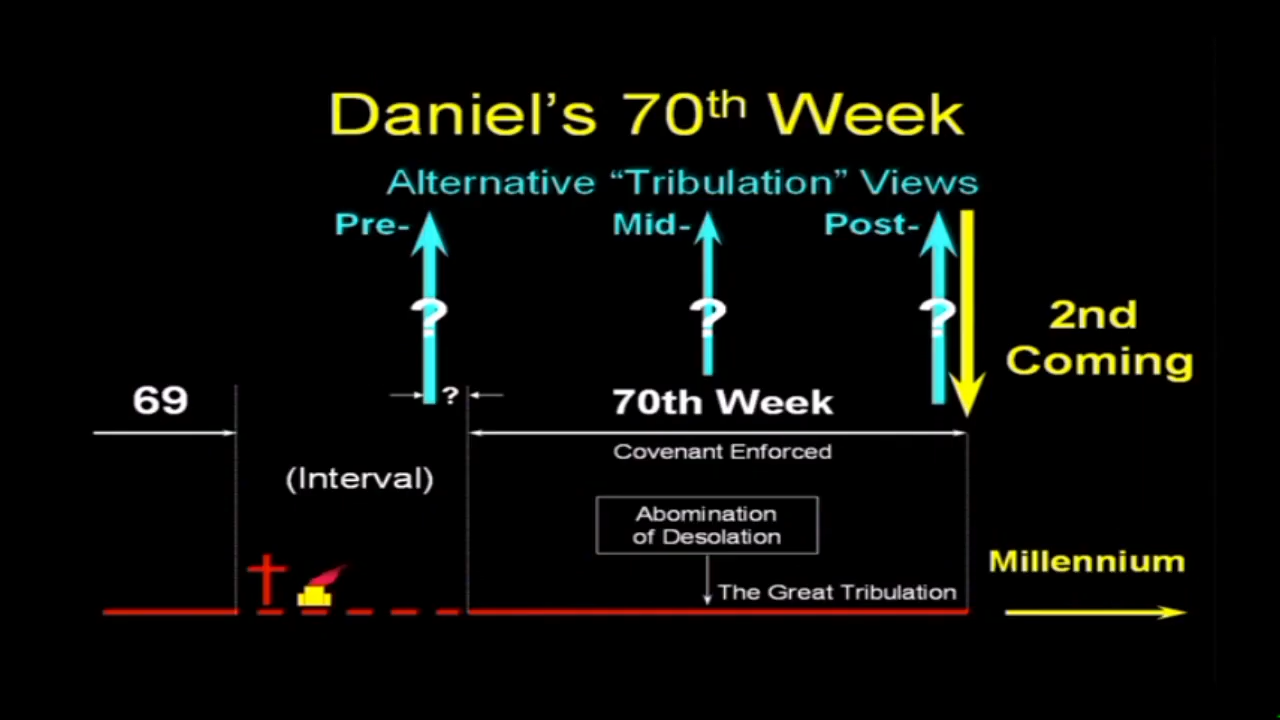 Daniel’s 70th Week
Alternative “Tribulation” Views
Pre-
Mid-
Post-
?
?
?
2nd
Coming
69
?
70th Week
Covenant Enforced
(Interval)
Abomination
of Desolation
The Great Tribulation
Millennium